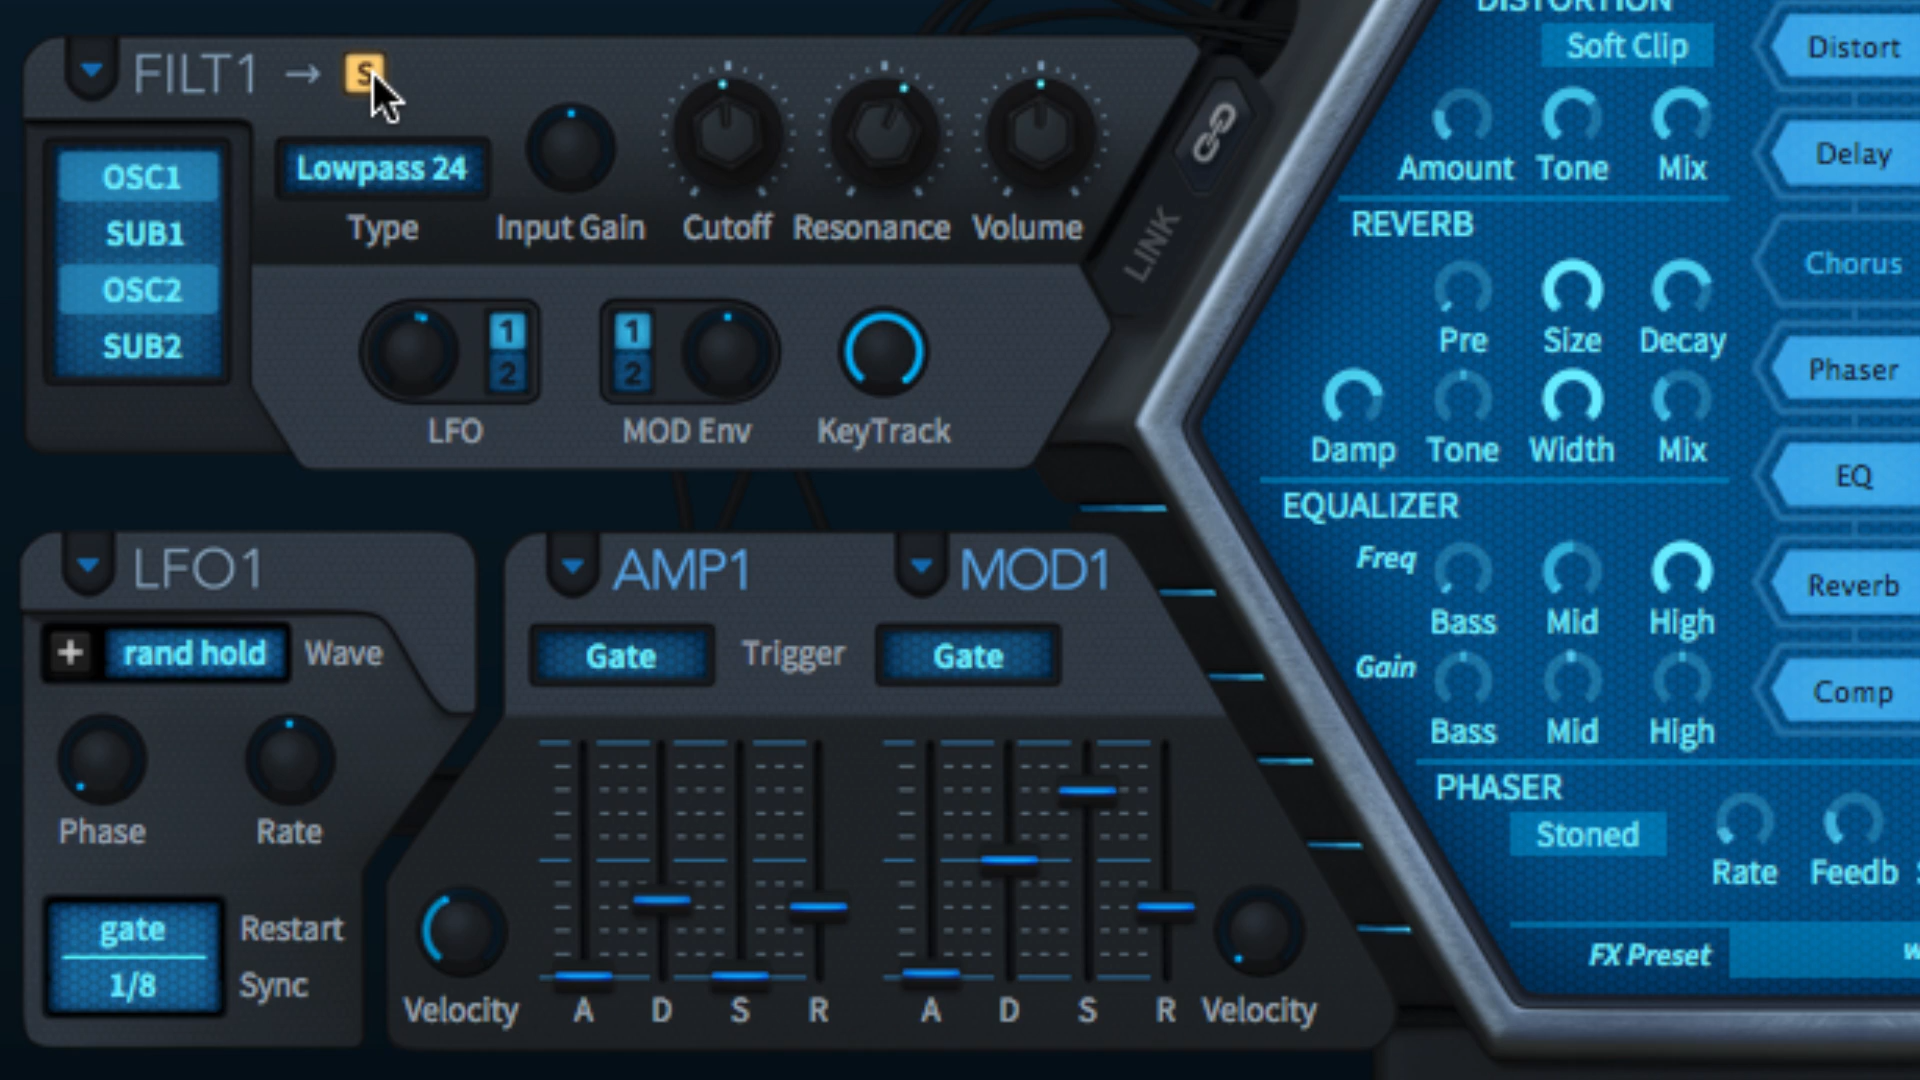 FILT1 → S
OSC1
SUB1
OSC2
SUB2
Lowpass 24
Type
Input Gain
Cutoff
Resonance
Volume
LINK
1
2
LFO
1
2
MOD Env
KeyTrack
LFO1
+
rand hold
Wave
Phase
Rate
gate
Restart
1/8
Sync
AMP1
MOD1
Gate
Trigger
Gate
Velocity
A
D
S
R
A
D
S
R
Velocity
DISTORTION
Soft Clip
Amount
Tone
Mix
REVERB
Pre
Size
Decay
Damp
Tone
Width
Mix
EQUALIZER
Freq
Bass
Mid
High
Gain
Bass
Mid
High
PHASER
Stoned
Rate
Feedb
FX Preset
Distort
Delay
Chorus
Phaser
EQ
Reverb
Comp